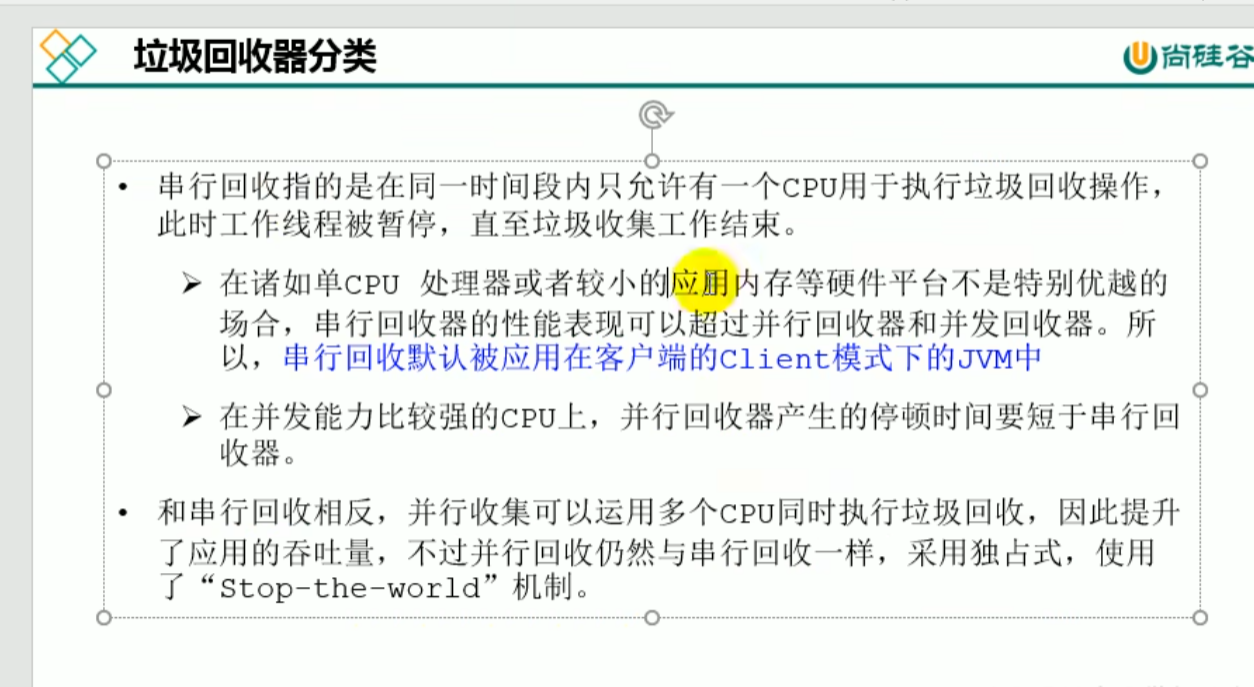 垃圾回收器分类
尚硅谷
• 串行回收指的是在同一时间段内只允许有一个CPU用于执行垃圾回收操作，
此时工作线程被暂停，直至垃圾收集工作结束。
➢ 在诸如单CPU 处理器或者较小的应用内存等硬件平台不是特别优越的
场合，串行回收器的性能表现可以超过并行回收器和并发回收器。所
以，串行回收默认被应用在客户端的Client模式下的JVM中
➢ 在并发能力比较强的CPU上，并行回收器产生的停顿时间要短于串行回
收器。
• 和串行回收相反，并行收集可以运用多个CPU同时执行垃圾回收，因此提升
了应用的吞吐量，不过并行回收仍然与串行回收一样，采用独占式，使用
了“Stop-the-world”机制。